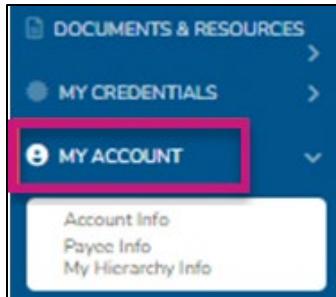 DOCUMENTS & RESOURCES
MY CREDENTIALS
MY ACCOUNT
Account Info
Payee Info
My Hierarchy Info